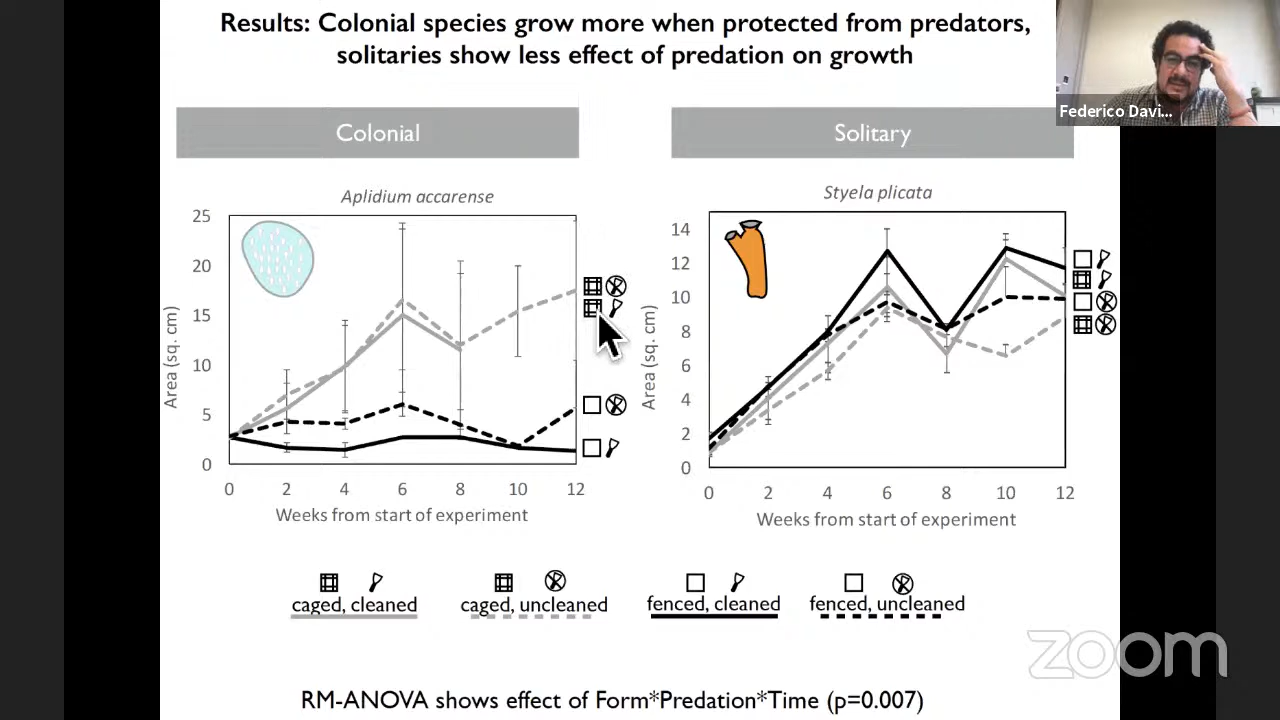 Results: Colonial species grow more when protected from predators,
solitaries show less effect of predation on growth
Federico Davi...
Colonial
Solitary
Aplidium accarense
Styela plicata
Area (sq. cm)
25
20
15
10
5
0
0 2 4 6 8 10 12
Weeks from start of experiment
Area (sq. cm)
14
12
10
8
6
4
2
0
0 2 4 6 8 10 12
Weeks from start of experiment
caged, cleaned
caged, uncleaned
fenced, cleaned
fenced, uncleaned
zoom
RM-ANOVA shows effect of Form*Predation*Time (p=0.007)